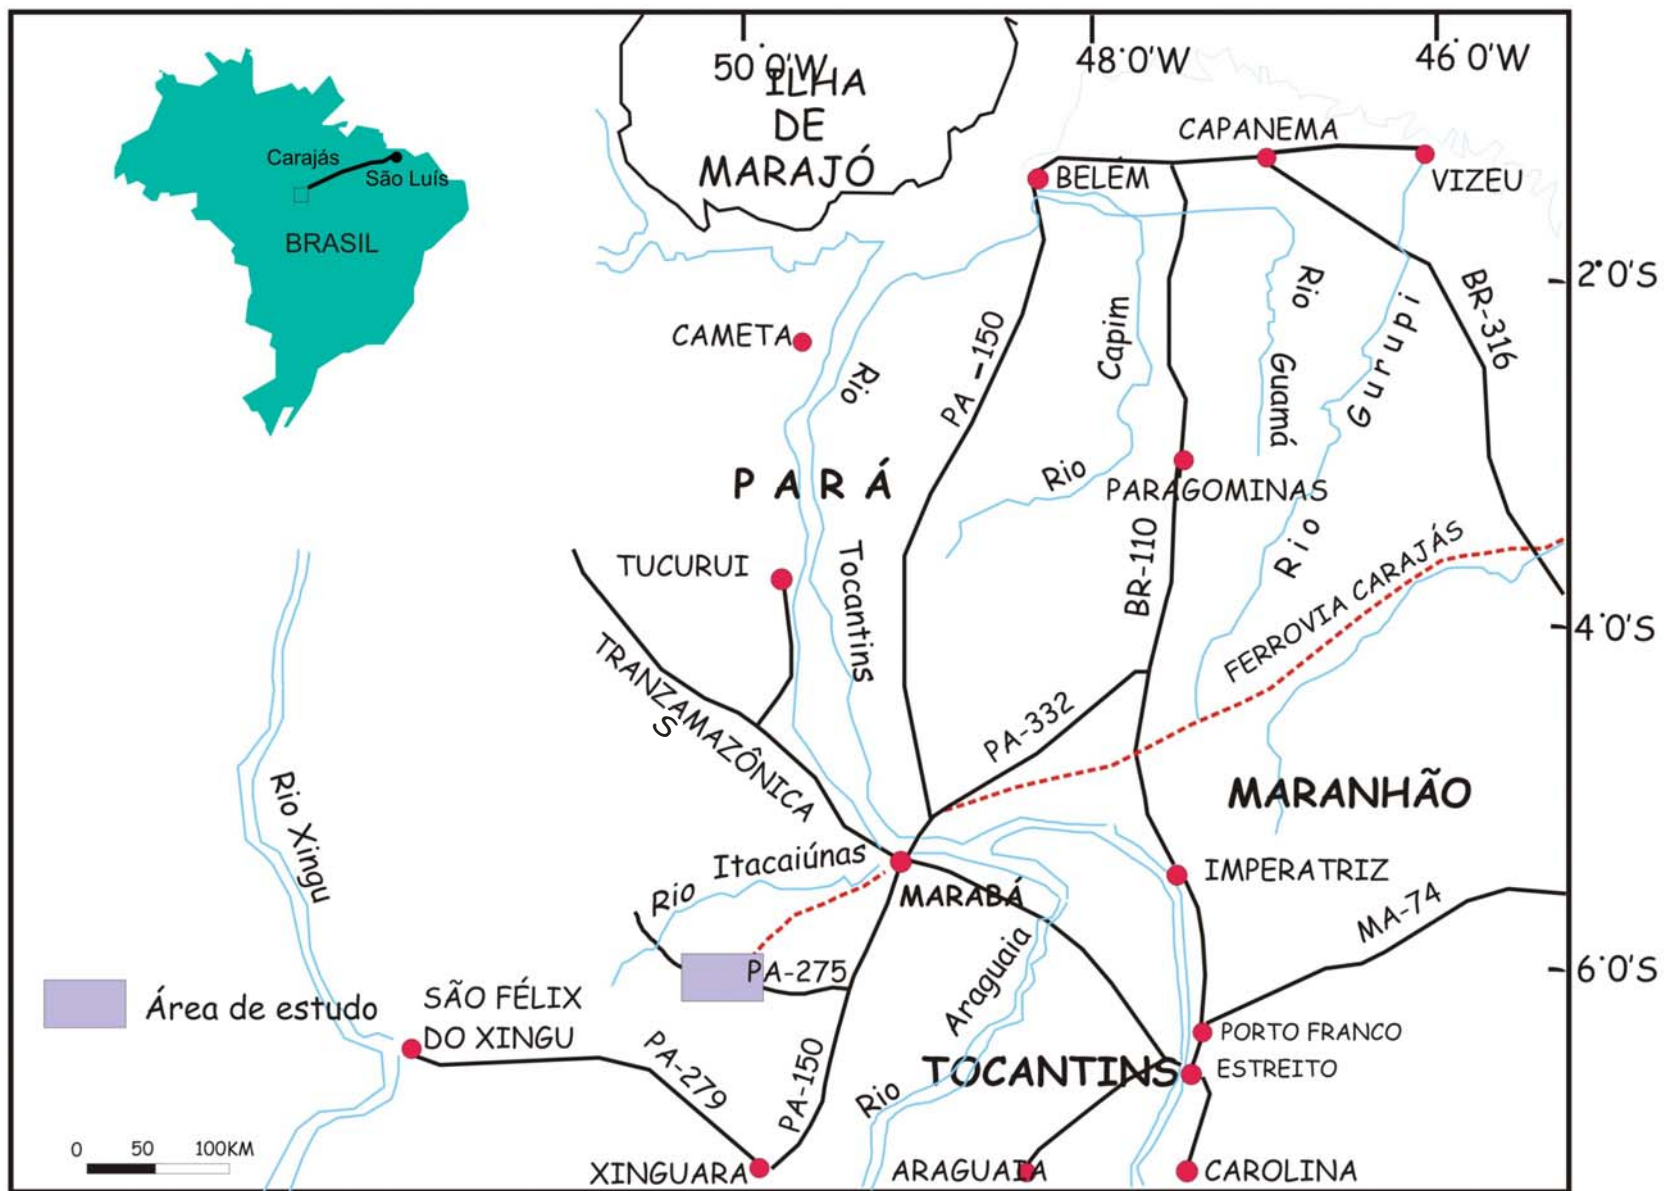 50°0'W
48°0'W
46°0'W
ILHA
DE
MARAJÓ
CAPANEMA
BELÉM
VIZEU
Carajás
São Luís
BRASIL
2°0'S
CAMETA
Rio
PA-150
Capim
Rio
Guamá
Gurupi
BR-316
Rio
PARÁ
PARAGOMINAS
Rio
TUCURUI
Tocantins
BR-110
FERROVIA CARAJÁS
4°0'S
TRANZAMAZÔNICA
S
PA-332
Rio Xingu
MARANHÃO
Itacaiúnas
Rio
MARABÁ
IMPERATRIZ
MA-74
Araguaia
PA-275
6°0'S
Área de estudo
SÃO FÉLIX
DO XINGU
PORTO FRANCO
PA-279
PA-150
TOCANTINS
ESTREITO
Rio
0 50 100KM
XINGUARA
ARAGUAIA
CAROLINA